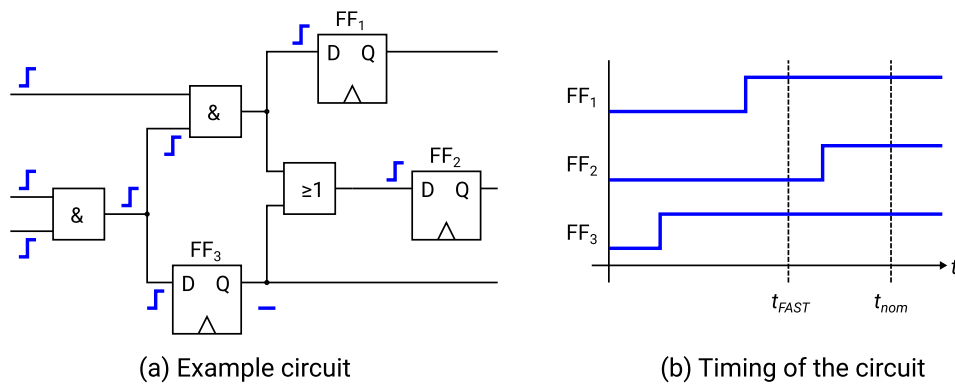 FF1
D Q
&
FF2
≥1
D Q
&
FF3
D Q
(a) Example circuit
FF1
FF2
FF3
t
tFAST
tnom
(b) Timing of the circuit